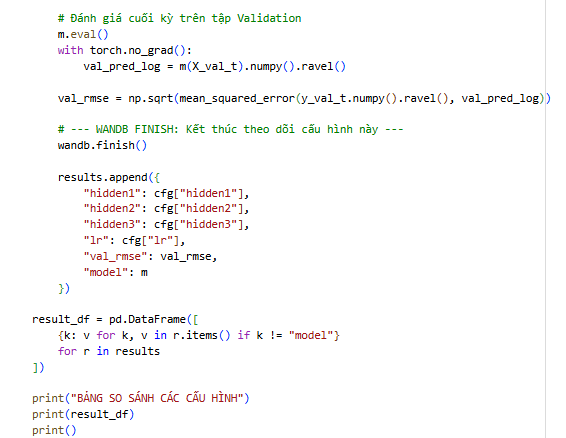 # Đánh giá cuối kỳ trên tập Validation
m.eval()
with torch.no_grad():
    val_pred_log = m(X_val_t).numpy().ravel()
val_rmse = np.sqrt(mean_squared_error(y_val_t.numpy().ravel(), val_pred_log))
# --- WANDB FINISH: Kết thúc theo dõi cấu hình này ---
wandb.finish()
results.append({
    "hidden1": cfg["hidden1"],
    "hidden2": cfg["hidden2"],
    "hidden3": cfg["hidden3"],
    "lr": cfg["lr"],
    "val_rmse": val_rmse,
    "model": m
})
result_df = pd.DataFrame([
    {k: v for k, v in r.items() if k != "model"}
    for r in results
])
print("BẢNG SO SÁNH CÁC CẤU HÌNH")
print(result_df)
print()